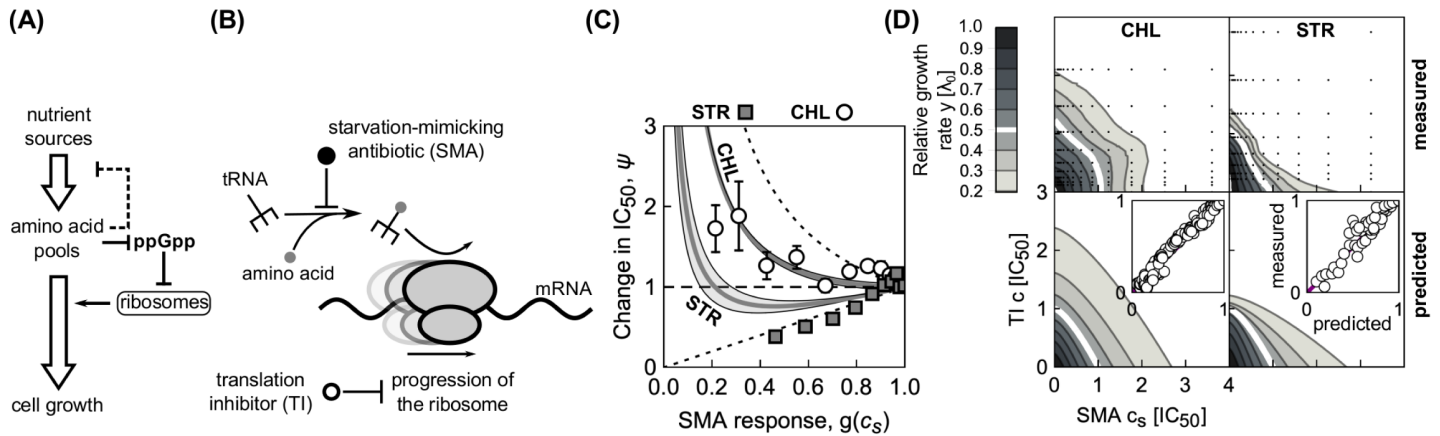 (A)
nutrient
sources
amino acid
pools
ppGpp
ribosomes
cell growth
(B)
starvation-mimicking
antibiotic (SMA)
tRNA
amino acid
mRNA
translation
inhibitor (TI)
progression of
the ribosome
(C)
STR
CHL
Change in IC50, ψ
3
2
1
0
CHL
STR
0.0 0.2 0.4 0.6 0.8 1.0
SMA response, g(cs)
(D)
Relative growth
rate y [λ0]
1.0
0.9
0.8
0.7
0.6
0.5
0.4
0.3
0.2
CHL
STR
measured
predicted
TI c [IC50]
3
2
1
0
0 1 2 3 4
SMA cs [IC50]
1
0
0 1
measured
1
0
0 1
predicted